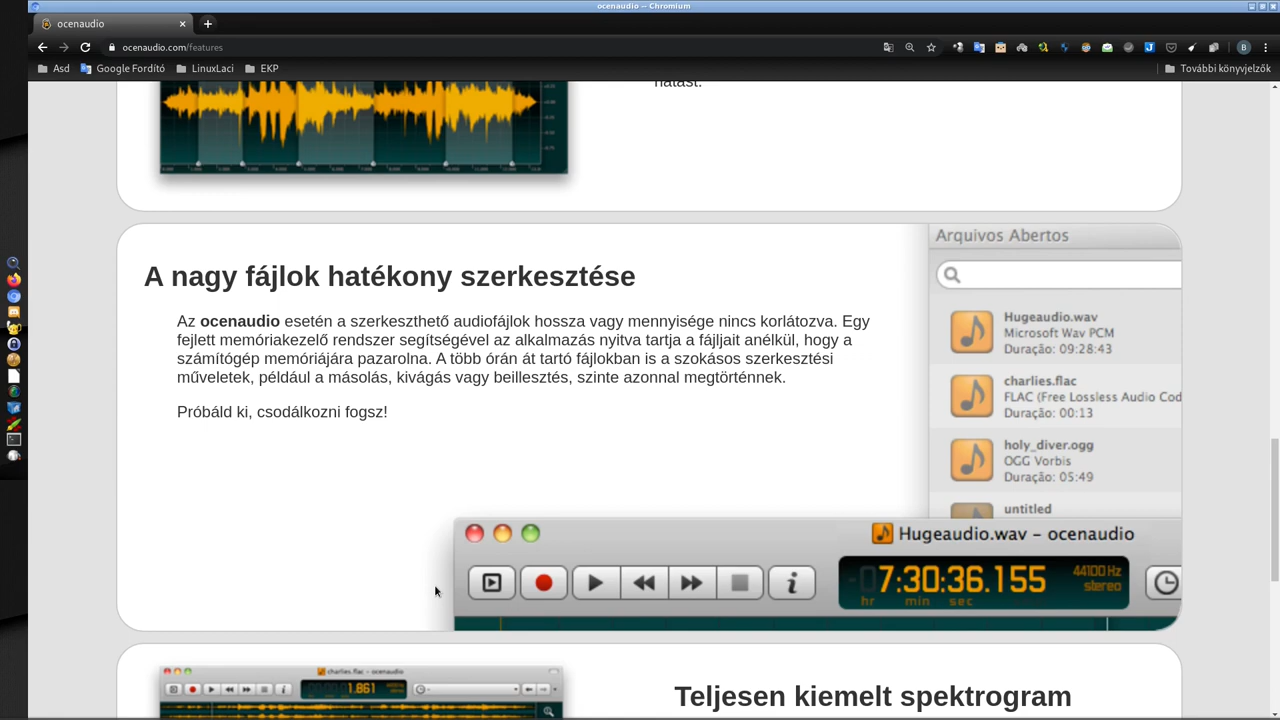 ocenaudio – Chromium
ocenaudio
ocenaudio.com/features
B
Asd
Google Fordító
LinuxLaci
EKP
További könyvjelzők
hatást.
A nagy fájlok hatékony szerkesztése
Az ocenaudio esetén a szerkeszthető audiofájlok hossza vagy mennyisége nincs korlátozva. Egy
fejlett memóriakezelő rendszer segítségével az alkalmazás nyitva tartja a fájljait anélkül, hogy a
számítógép memóriájára pazarolna. A több órán át tartó fájlokban is a szokásos szerkesztési
műveletek, például a másolás, kivágás vagy beillesztés, szinte azonnal megtörténnek.
Próbáld ki, csodálkozni fogsz!
Arquivos Abertos
Hugeaudio.wav
Microsoft Wav PCM
Duração: 09:28:43
charlies.flac
FLAC (Free Lossless Audio Cod
Duração: 00:13
holy_diver.ogg
OGG Vorbis
Duração: 05:49
untitled
Hugeaudio.wav – ocenaudio
-07:30:36.155
44100 Hz
stereo
hr min sec
charlies.flac – ocenaudio
1.861
Teljesen kiemelt spektrogram